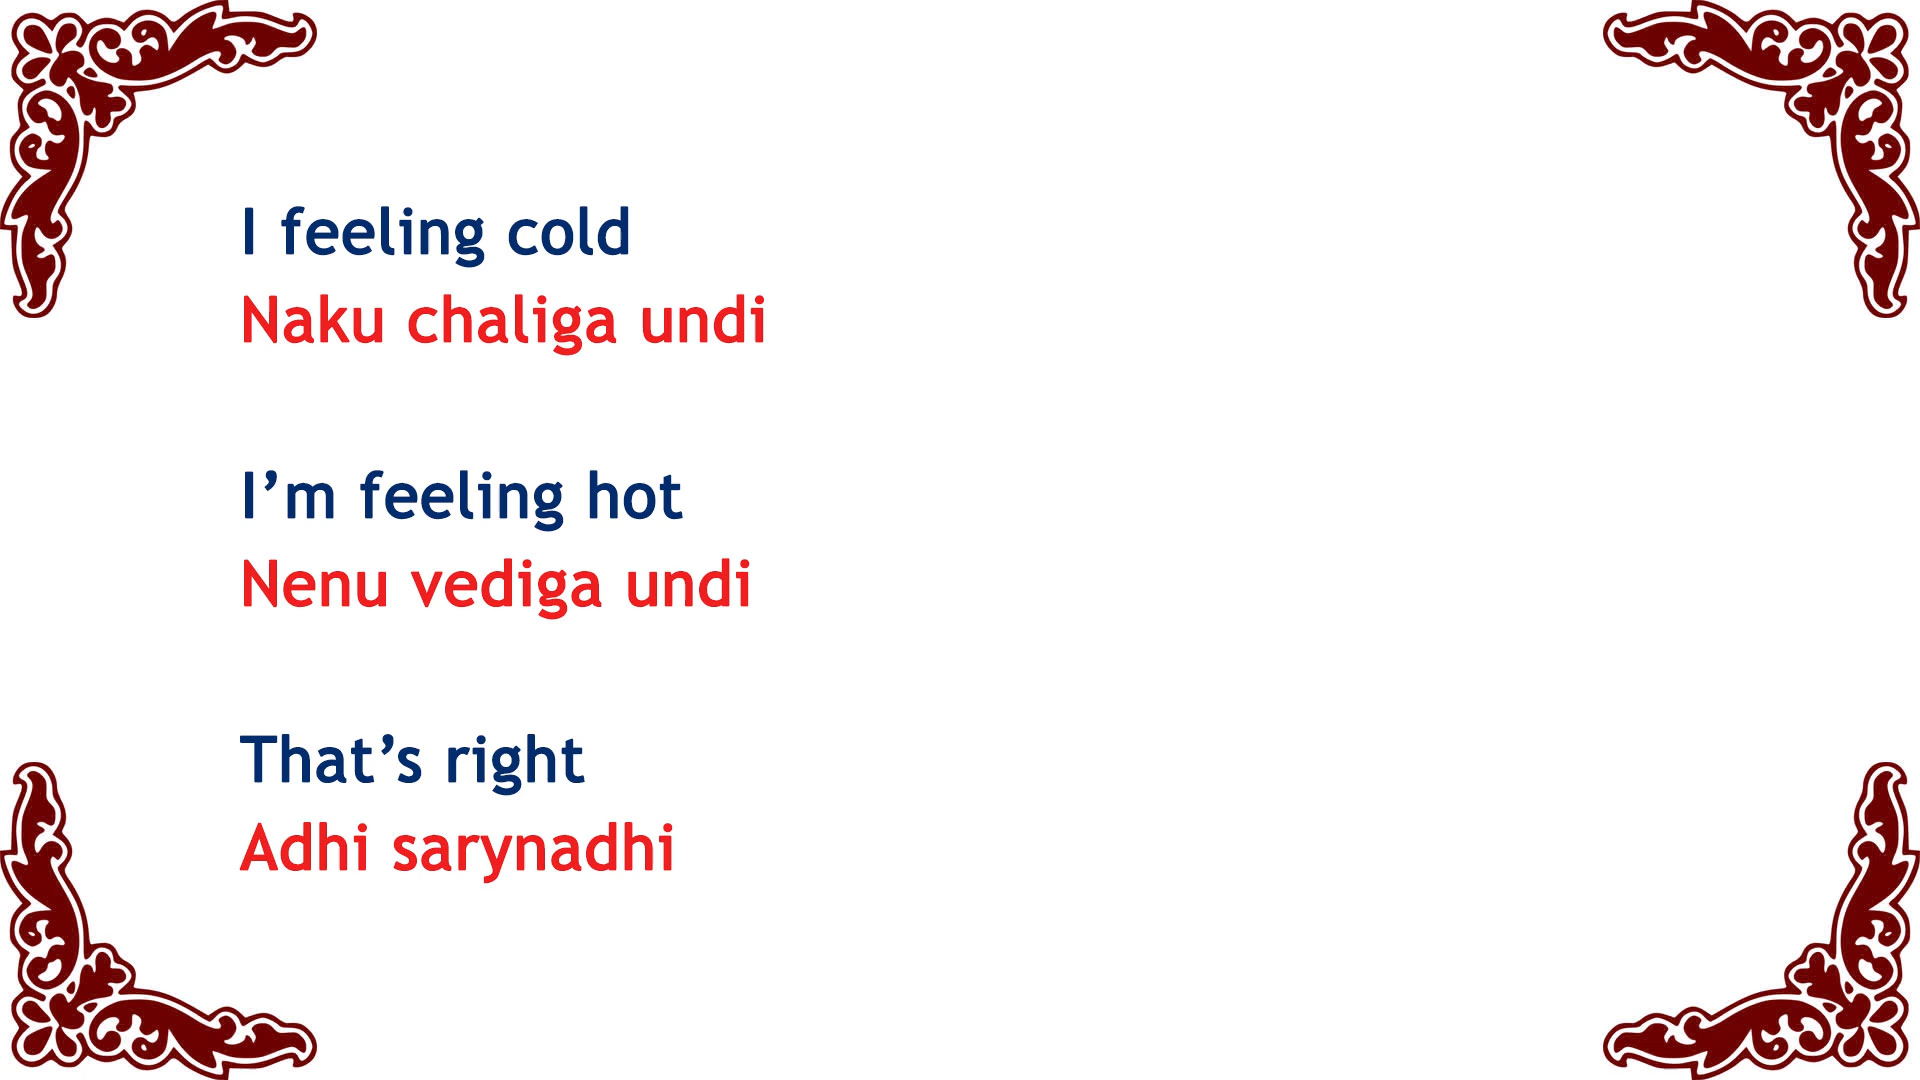 I feeling cold
Naku chaliga undi
I’m feeling hot
Nenu vediga undi
That’s right
Adhi sarynadhi